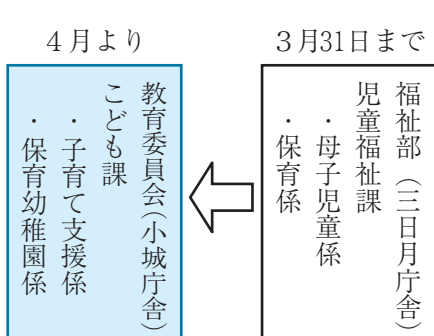 ３月31日まで
福祉部（三日月庁舎）
児童福祉課
・母子児童係
・保育係
４月より
教育委員会（小城庁舎）
こども課
・子育て支援係
・保育幼稚園係